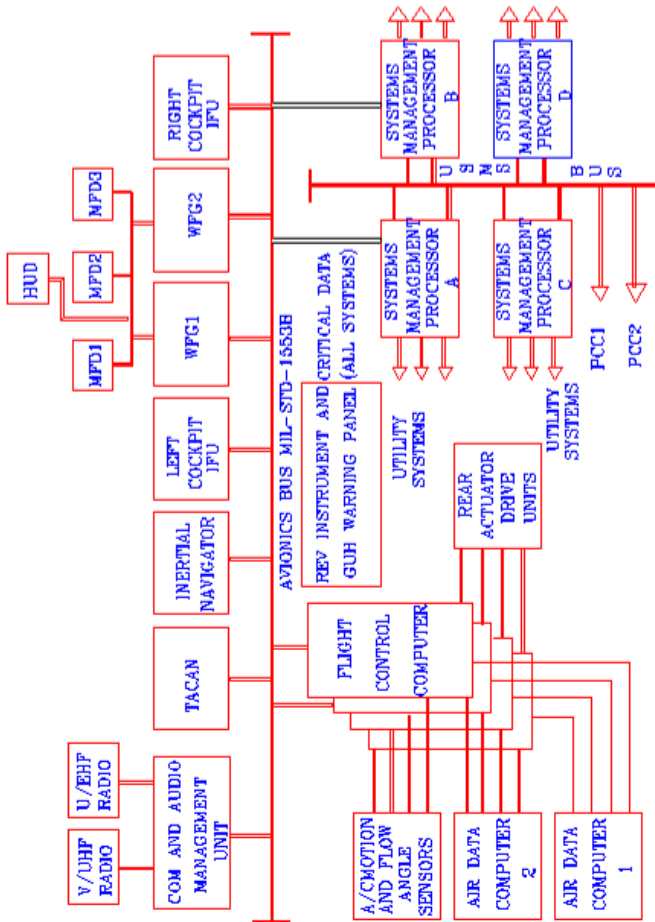 HUD
MFD1
MFD2
MFD3
V/UHF
RADIO
U/EHF
RADIO
COM AND AUDIO
MANAGEMENT
UNIT
TACAN
INERTIAL
NAVIGATOR
LEFT
COCKPIT
IFU
WFG1
WFG2
RIGHT
COCKPIT
IFU
AVIONICS BUS MIL-STD-1553B
REV INSTRUMENT AND CRITICAL DATA
GUH WARNING PANEL (ALL SYSTEMS)
FLIGHT
CONTROL
COMPUTER
A/CMOTION
AND FLOW
ANGLE
SENSORS
AIR DATA
COMPUTER
2
AIR DATA
COMPUTER
1
REAR
ACTUATOR
DRIVE
UNITS
UTILITY
SYSTEMS
SYSTEMS
MANAGEMENT
PROCESSOR
A
SYSTEMS
MANAGEMENT
PROCESSOR
B
USMS BUS
SYSTEMS
MANAGEMENT
PROCESSOR
C
SYSTEMS
MANAGEMENT
PROCESSOR
D
UTILITY
SYSTEMS
PCC1
PCC2